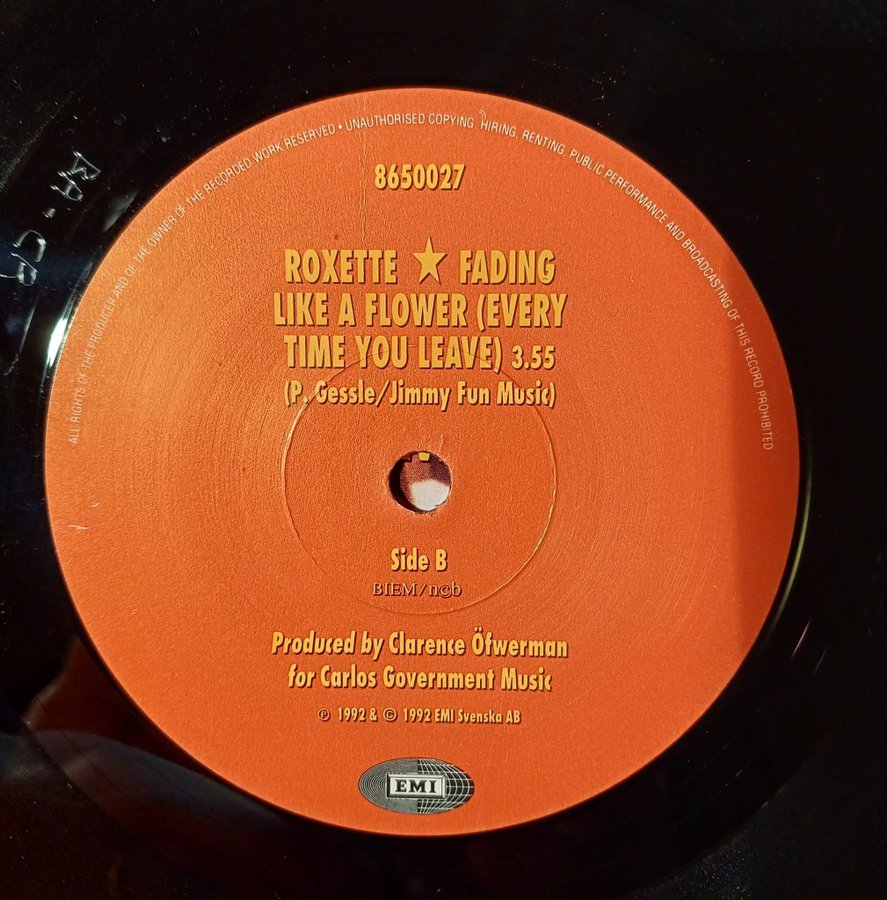 ALL RIGHTS OF THE PRODUCER AND OF THE OWNER OF THE RECORDED WORK RESERVED • UNAUTHORISED COPYING, HIRING, RENTING, PUBLIC PERFORMANCE AND BROADCASTING OF THIS RECORD PROHIBITED
8650027
ROXETTE ★ FADING
LIKE A FLOWER (EVERY
TIME YOU LEAVE) 3.55
(P. Gessle/Jimmy Fun Music)
Side B
BIEM/n©b
Produced by Clarence Öfwerman
for Carlos Government Music
℗ 1992 & © 1992 EMI Svenska AB
EMI